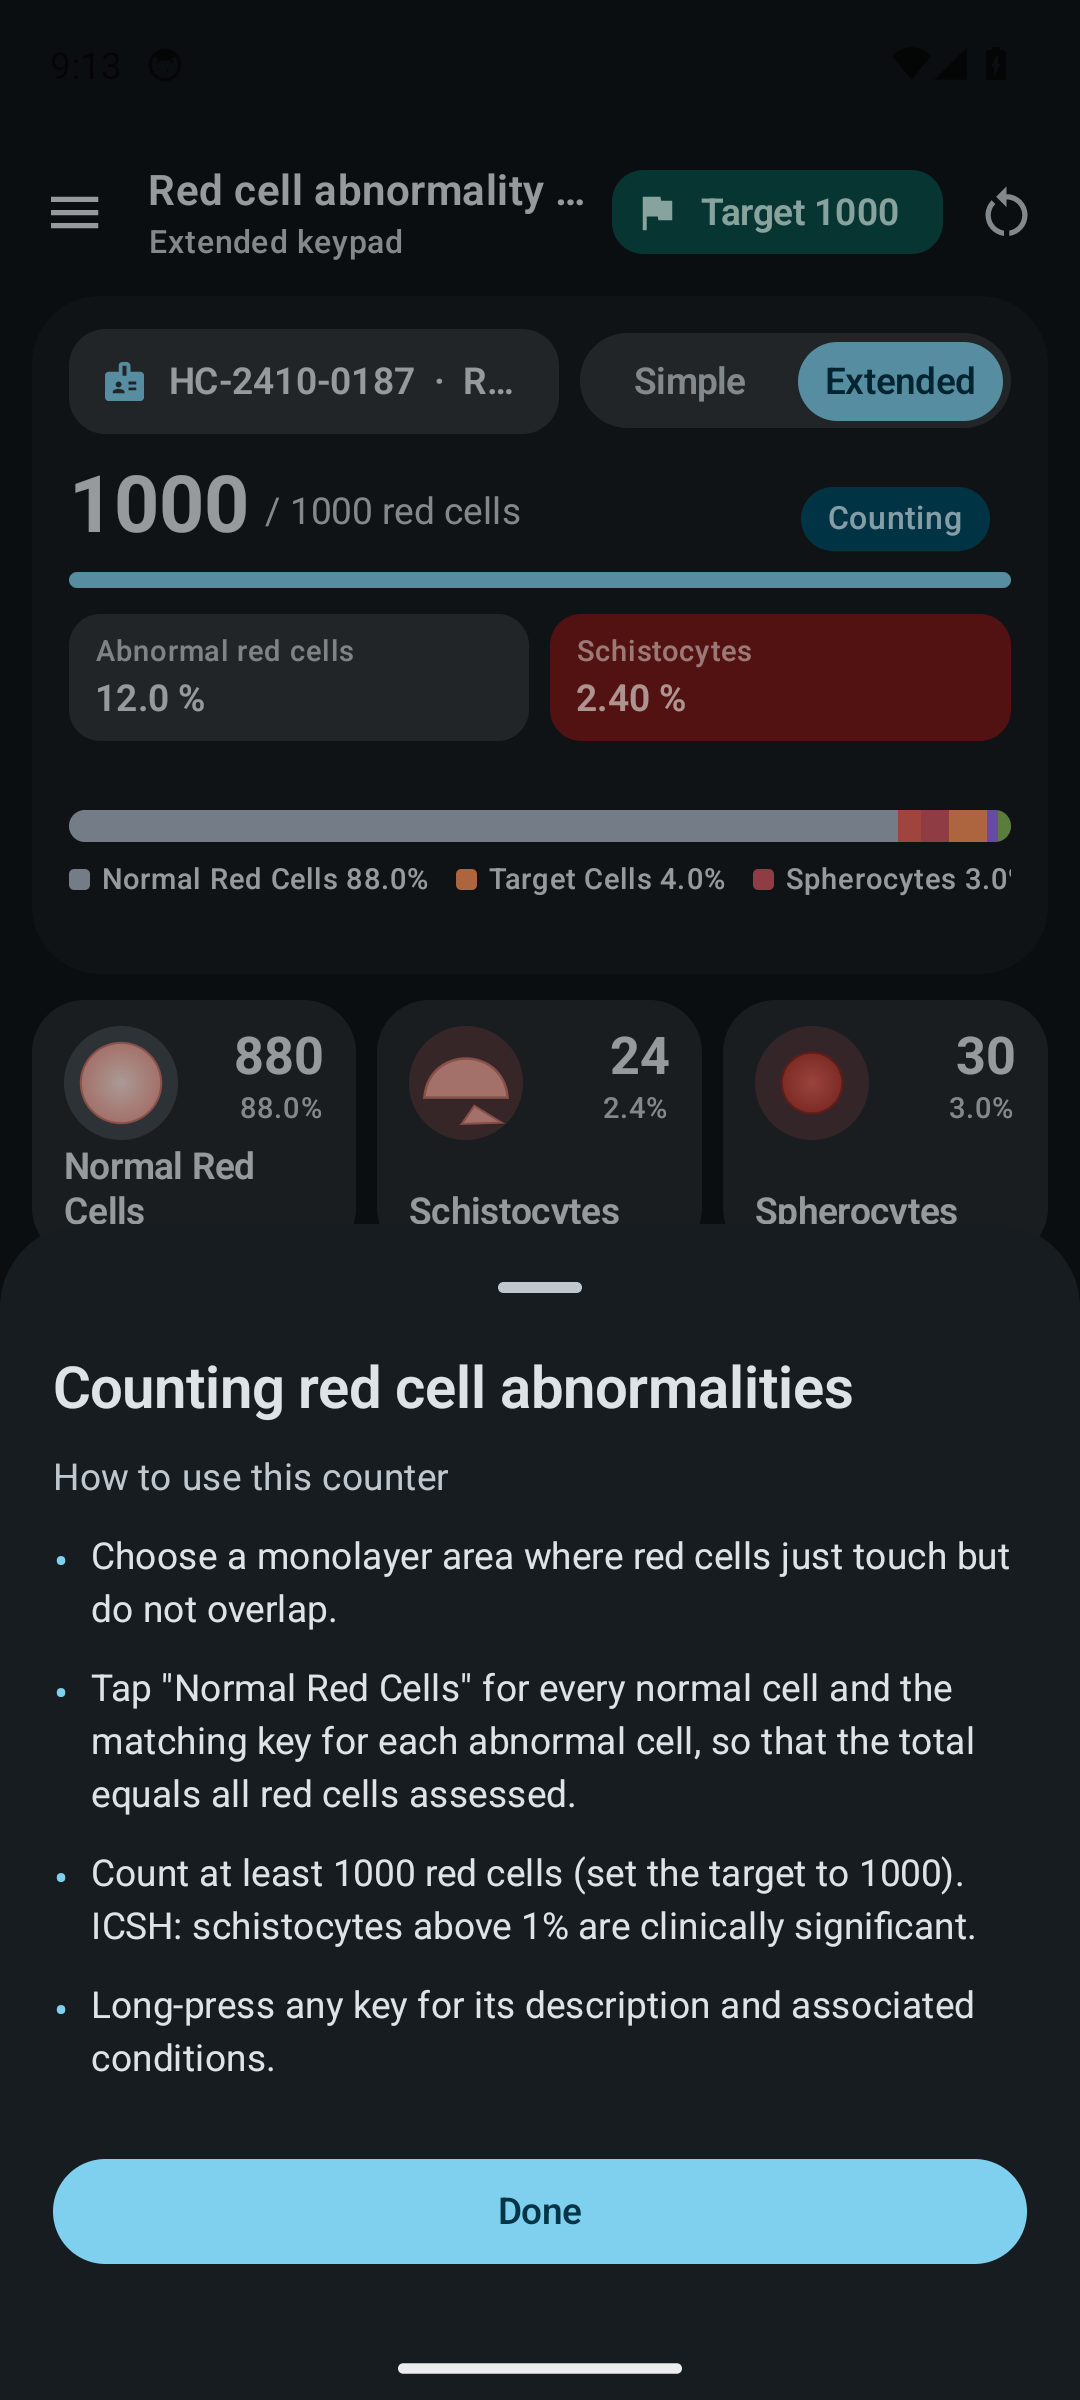 9:13
Red cell abnormality …
Extended keypad
Target 1000
HC-2410-0187 · R…
Simple
Extended
1000 / 1000 red cells
Counting
Abnormal red cells
12.0 %
Schistocytes
2.40 %
Normal Red Cells 88.0%
Target Cells 4.0%
Spherocytes 3.0
880
88.0%
Normal Red
Cells
24
2.4%
Schistocytes
30
3.0%
Spherocytes
Counting red cell abnormalities
How to use this counter
• Choose a monolayer area where red cells just touch but
do not overlap.
• Tap "Normal Red Cells" for every normal cell and the
matching key for each abnormal cell, so that the total
equals all red cells assessed.
• Count at least 1000 red cells (set the target to 1000).
ICSH: schistocytes above 1% are clinically significant.
• Long-press any key for its description and associated
conditions.
Done